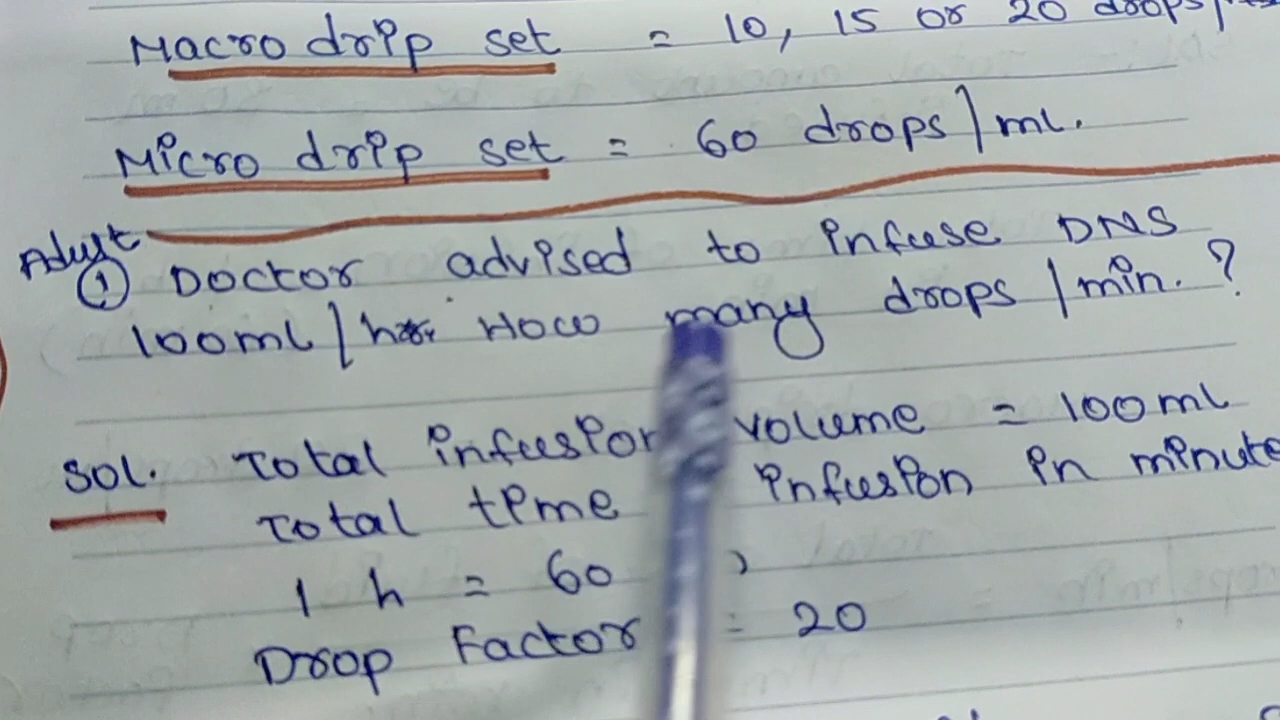 Macro drip set = 10, 15 or 20 drops/
Micro drip set = 60 drops/ml.
Adult
① Doctor advised to infuse DNS
100ml/hr. How many drops/min.?
Sol. Total infusion volume = 100ml
Total time infusion in minute
1 h = 60
Drop Factor = 20